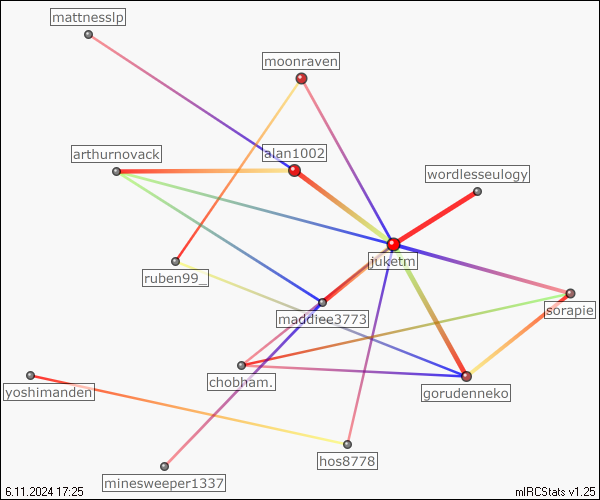 mattnesslp
moonraven
arthurnovack
alan1002
wordlesseulogy
juketm
ruben99_
maddiee3773
sorapie
chobham.
gorudenneko
yoshimanden
hos8778
minesweeper1337
6.11.2024 17:25
mIRCStats v1.25